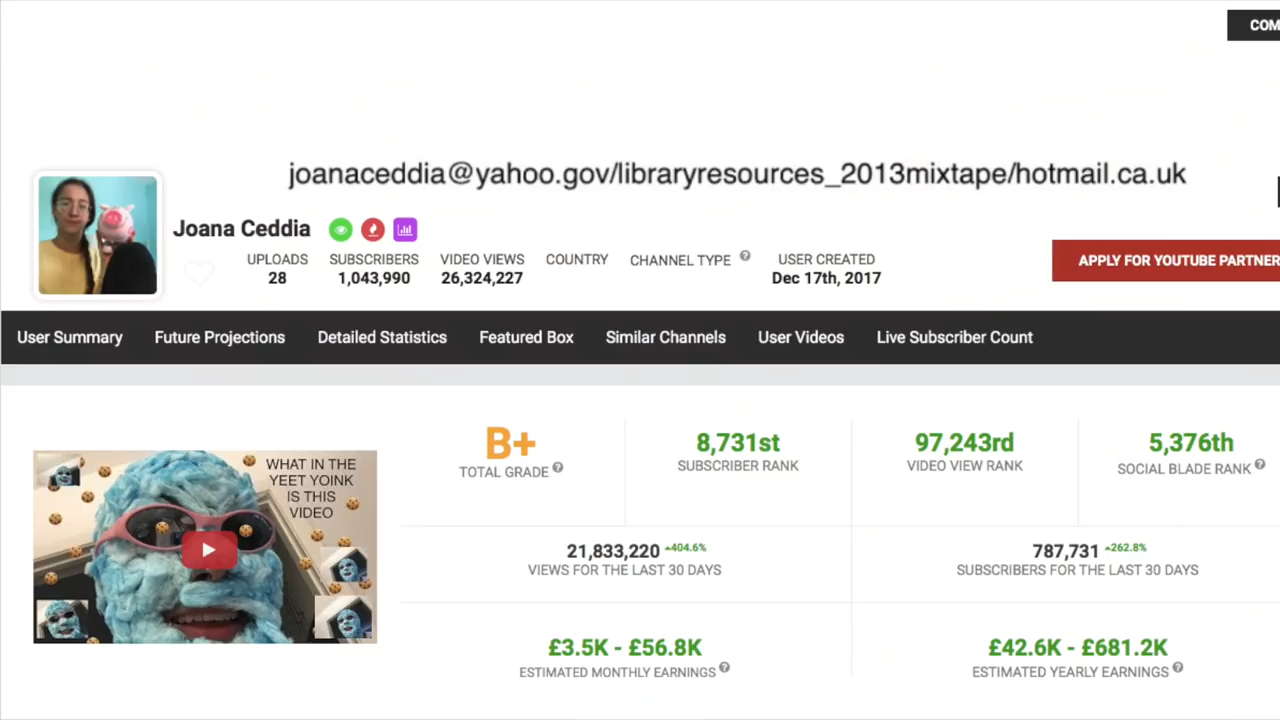 COM
joanaceddia@yahoo.gov/libraryresources_2013mixtape/hotmail.ca.uk
Joana Ceddia
UPLOADS
28
SUBSCRIBERS
1,043,990
VIDEO VIEWS
26,324,227
COUNTRY
CHANNEL TYPE
USER CREATED
Dec 17th, 2017
APPLY FOR YOUTUBE PARTNER
User Summary Future Projections Detailed Statistics Featured Box Similar Channels User Videos Live Subscriber Count
WHAT IN THE
YEET YOINK
IS THIS
VIDEO
B+
TOTAL GRADE
8,731st
SUBSCRIBER RANK
97,243rd
VIDEO VIEW RANK
5,376th
SOCIAL BLADE RANK
21,833,220 404.6%
VIEWS FOR THE LAST 30 DAYS
787,731 262.8%
SUBSCRIBERS FOR THE LAST 30 DAYS
£3.5K - £56.8K
ESTIMATED MONTHLY EARNINGS
£42.6K - £681.2K
ESTIMATED YEARLY EARNINGS